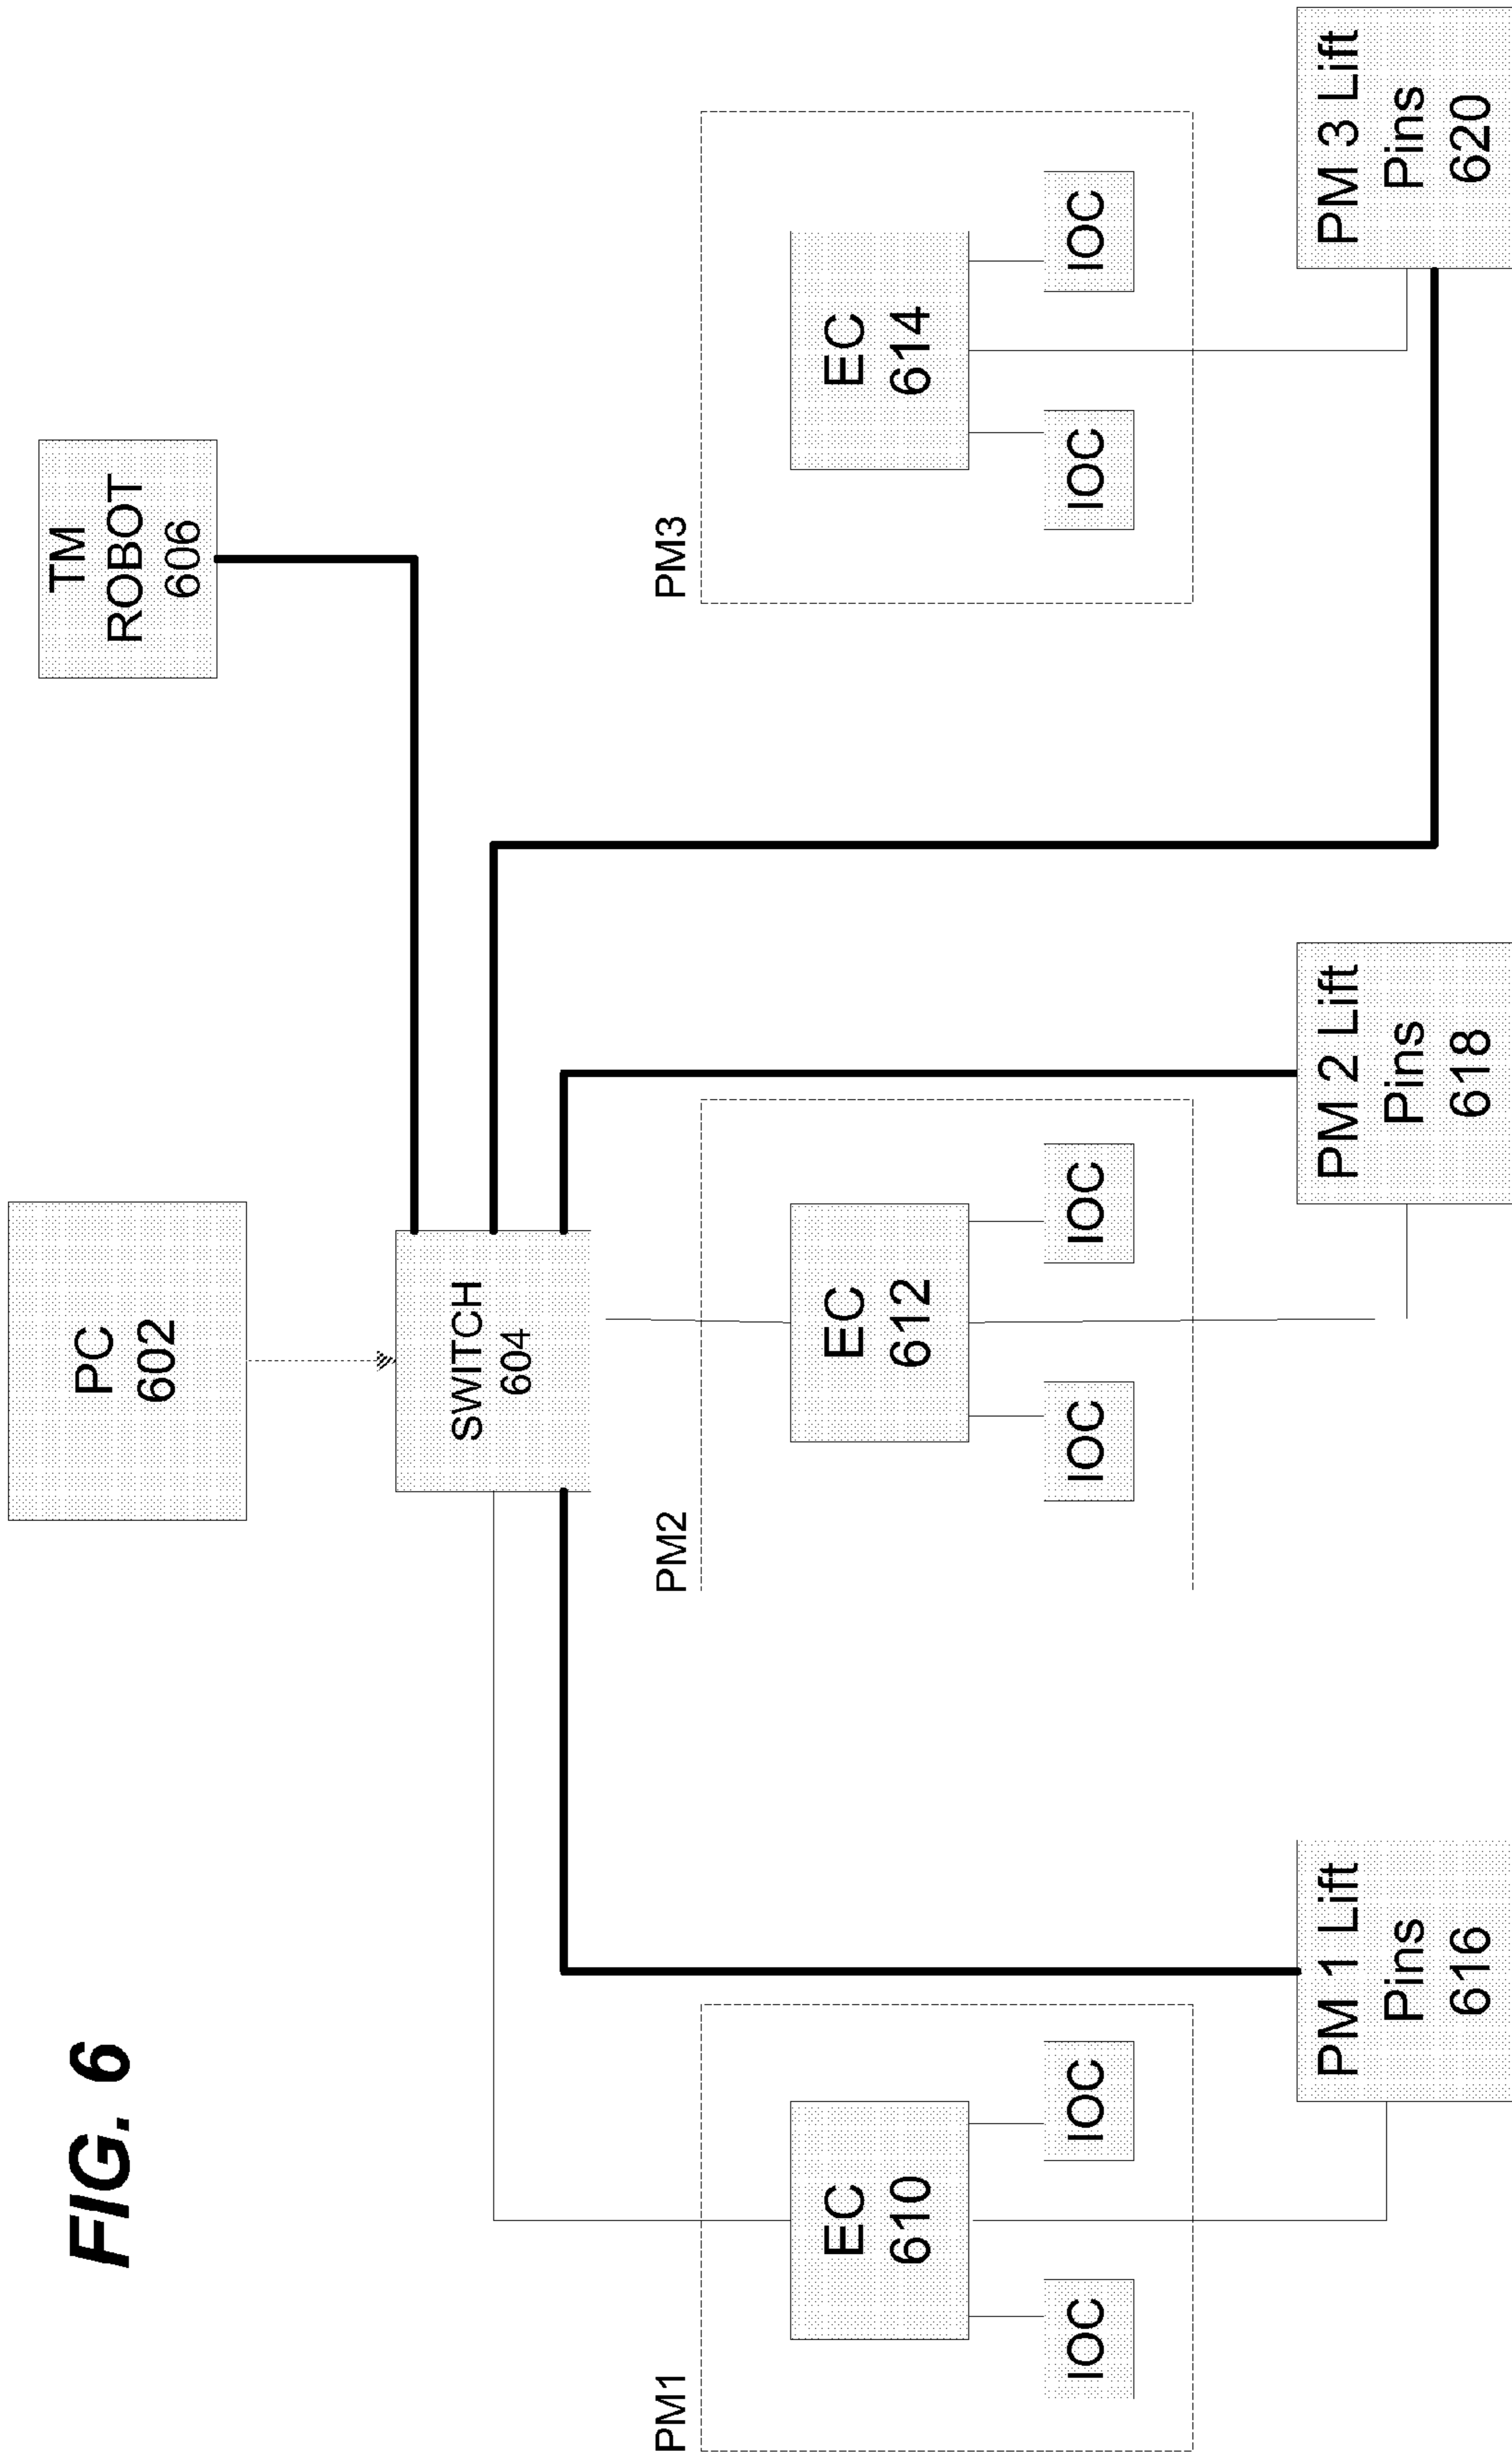 FIG. 6
PC
602
TM
ROBOT
606
SWITCH
604
PM1
EC
610
IOC
IOC
PM2
EC
612
IOC
IOC
PM3
EC
614
IOC
IOC
PM 1 Lift
Pins
616
PM 2 Lift
Pins
618
PM 3 Lift
Pins
620